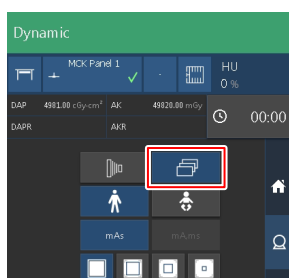 Dynamic
MCK Panel 1
HU
0 %
DAP 4981.00 cGy·cm² AK 49820.00 mGy
00:00
DAPR AKR
mAs mA,ms